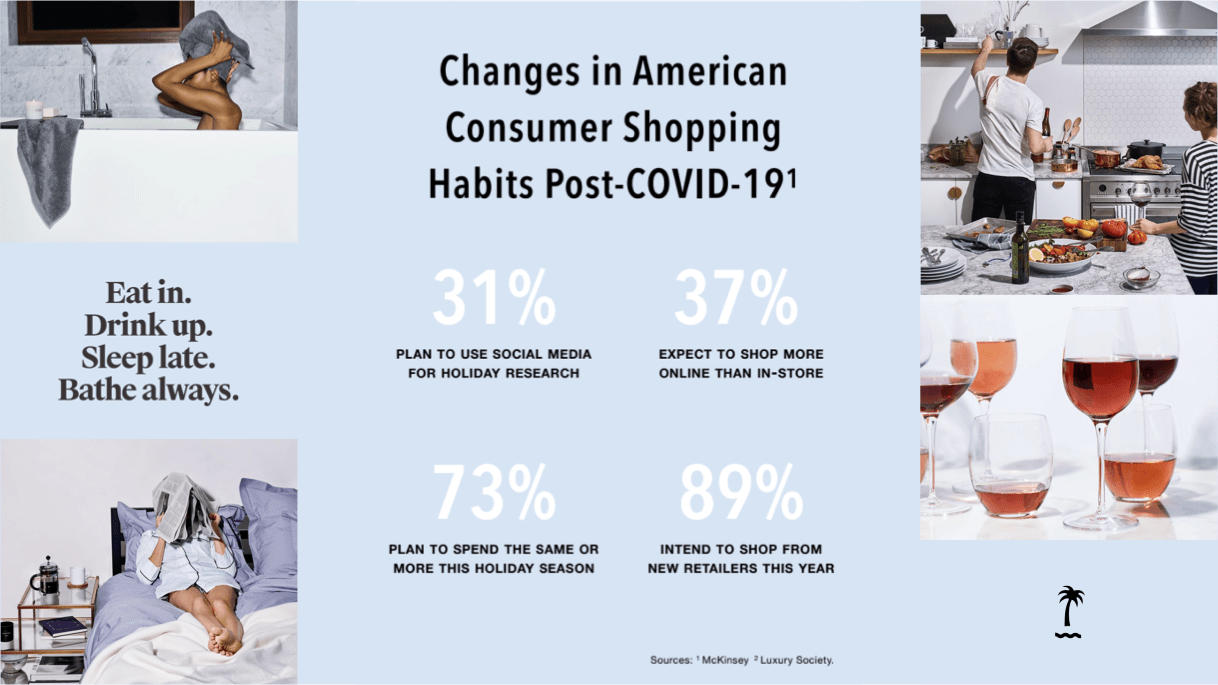 Changes in American
Consumer Shopping
Habits Post-COVID-19¹
Eat in.
Drink up.
Sleep late.
Bathe always.
31%
PLAN TO USE SOCIAL MEDIA
FOR HOLIDAY RESEARCH
37%
EXPECT TO SHOP MORE
ONLINE THAN IN-STORE
73%
PLAN TO SPEND THE SAME OR
MORE THIS HOLIDAY SEASON
89%
INTEND TO SHOP FROM
NEW RETAILERS THIS YEAR
Sources: ¹ McKinsey ² Luxury Society.